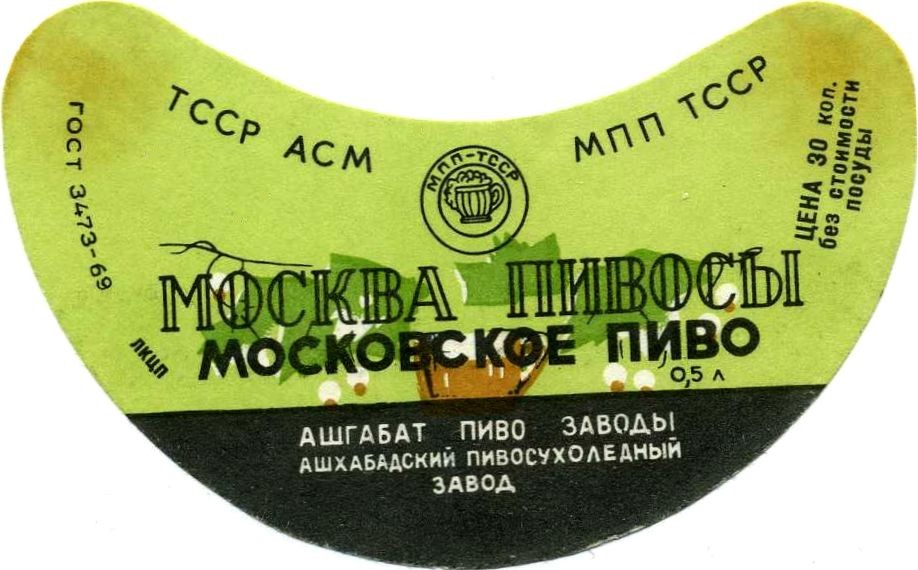 ТССР АСМ
МПП ТССР
МПП-ТССР
ГОСТ 3473-69
ЦЕНА 30 коп.
без стоимости
посуды
МОСКВА ПИВОСЫ
МОСКОВСКОЕ ПИВО
0,5 л
ЛКЦП
АШГАБАТ ПИВО ЗАВОДЫ
АШХАБАДСКИЙ ПИВОСУХОЛЕДНЫЙ
ЗАВОД